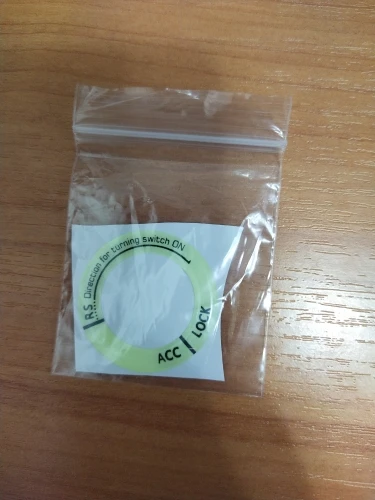 R.S. Direction for turning switch ON
ACC
LOCK